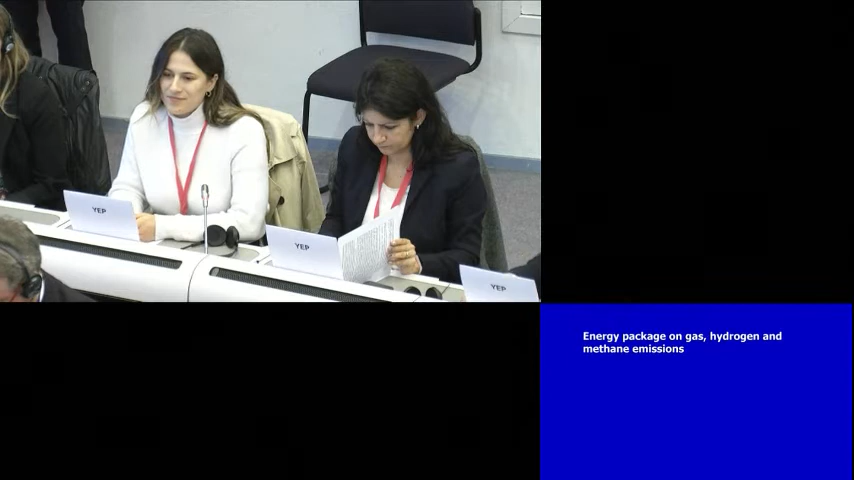 YEP
YEP
YEP
Energy package on gas, hydrogen and
methane emissions